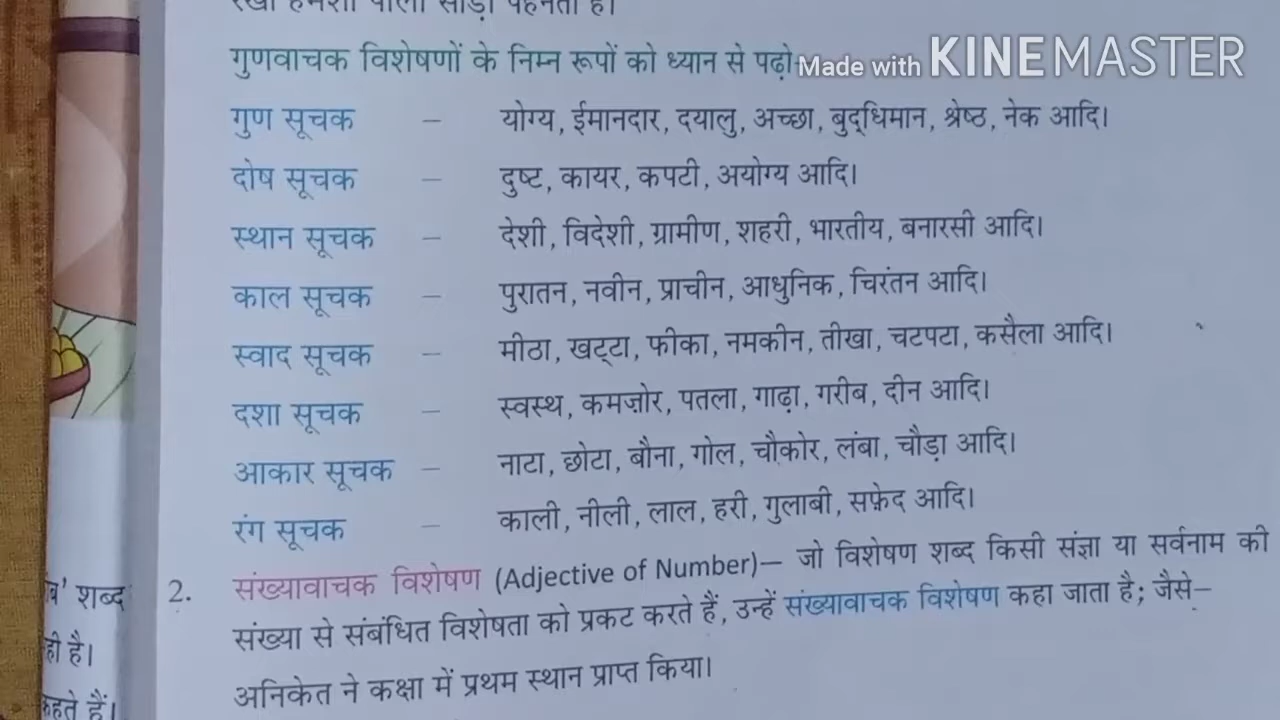 रेखा हमेशा पीली साड़ी पहनती है।
गुणवाचक विशेषणों के निम्न रूपों को ध्यान से पढ़ो–
Made with KINEMASTER
गुण सूचक – योग्य, ईमानदार, दयालु, अच्छा, बुद्धिमान, श्रेष्ठ, नेक आदि।
दोष सूचक – दुष्ट, कायर, कपटी, अयोग्य आदि।
स्थान सूचक – देशी, विदेशी, ग्रामीण, शहरी, भारतीय, बनारसी आदि।
काल सूचक – पुरातन, नवीन, प्राचीन, आधुनिक, चिरंतन आदि।
स्वाद सूचक – मीठा, खट्टा, फीका, नमकीन, तीखा, चटपटा, कसैला आदि।
दशा सूचक – स्वस्थ, कमज़ोर, पतला, गाढ़ा, गरीब, दीन आदि।
आकार सूचक – नाटा, छोटा, बौना, गोल, चौकोर, लंबा, चौड़ा आदि।
रंग सूचक – काली, नीली, लाल, हरी, गुलाबी, सफ़ेद आदि।
2. संख्यावाचक विशेषण (Adjective of Number)– जो विशेषण शब्द किसी संज्ञा या सर्वनाम की
संख्या से संबंधित विशेषता को प्रकट करते हैं, उन्हें संख्यावाचक विशेषण कहा जाता है; जैसे–
अनिकेत ने कक्षा में प्रथम स्थान प्राप्त किया।
शब्द
है।
हैं।